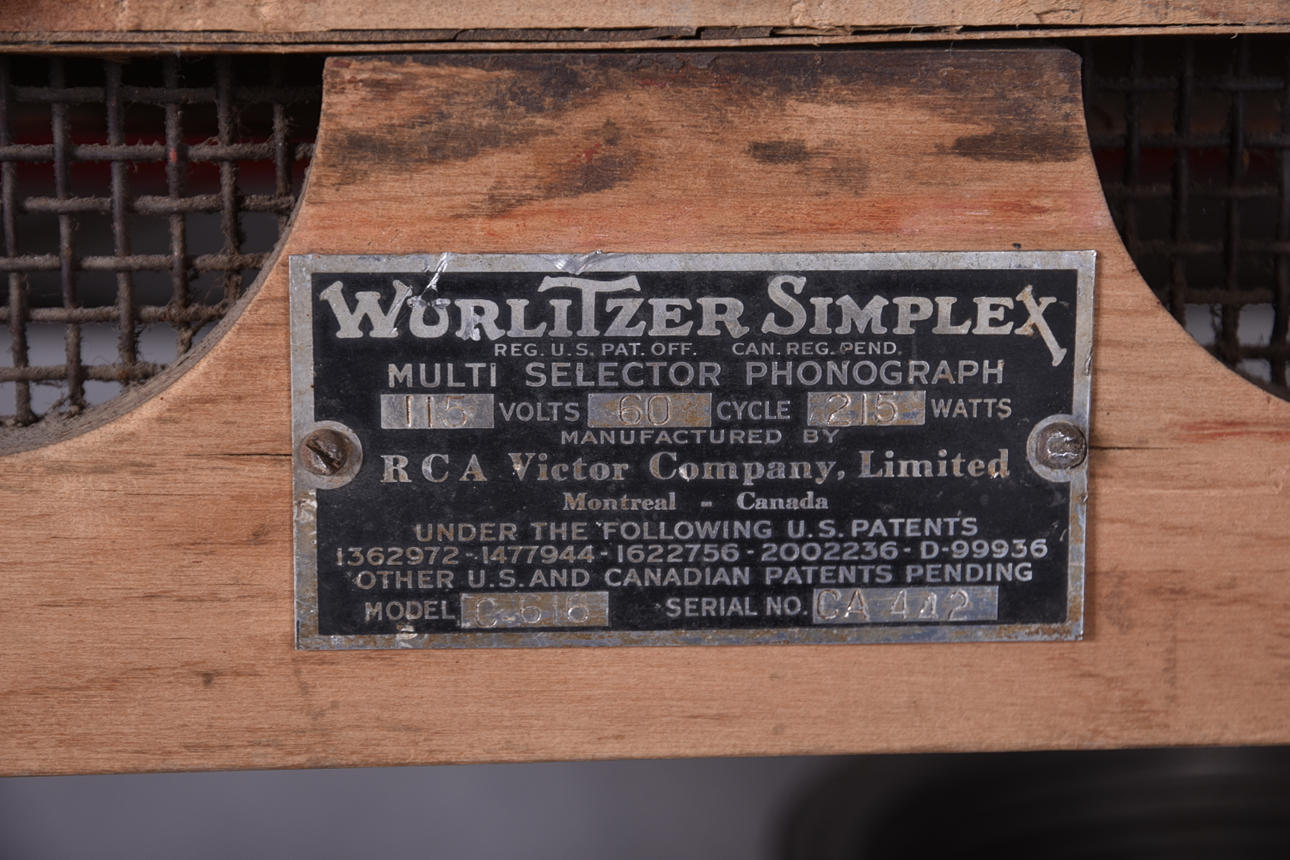 WURLITZER SIMPLEX
REG. U.S. PAT. OFF. CAN. REG. PEND.
MULTI SELECTOR PHONOGRAPH
115 VOLTS 60 CYCLE 215 WATTS
MANUFACTURED BY
RCA Victor Company, Limited
Montreal - Canada
UNDER THE FOLLOWING U.S. PATENTS
1362972 - 1477944 - 1622756 - 2002236 - D-99936
OTHER U.S. AND CANADIAN PATENTS PENDING
MODEL C-616 SERIAL NO. CA 442